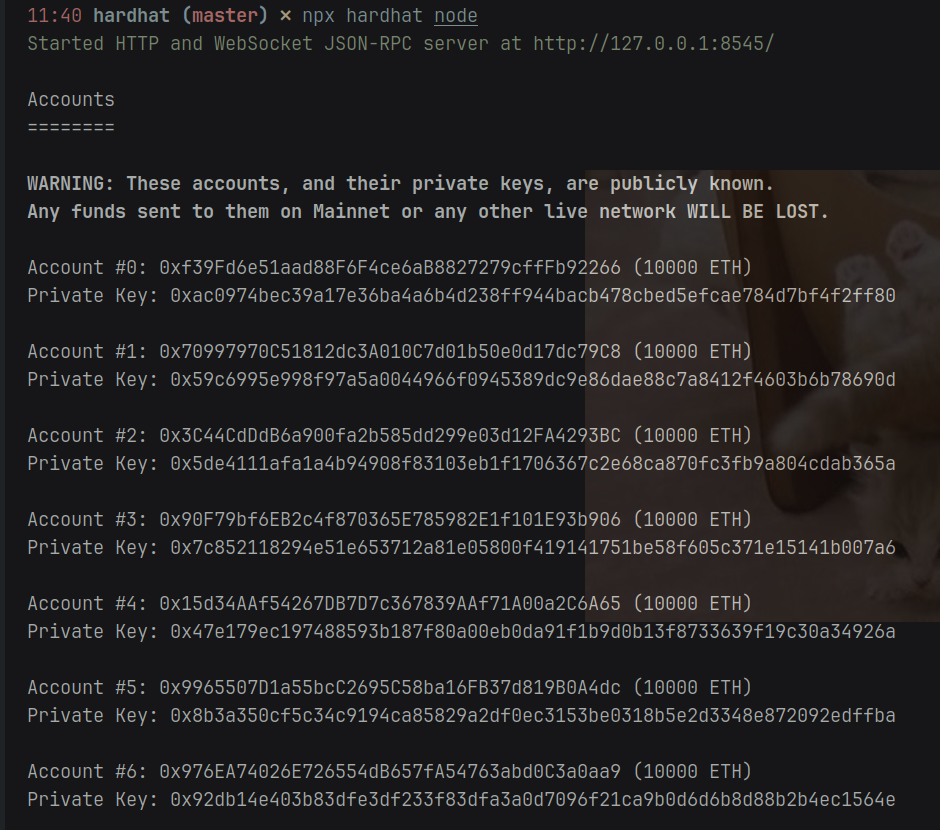 11:40 hardhat (master) × npx hardhat node
Started HTTP and WebSocket JSON-RPC server at http://127.0.0.1:8545/
Accounts
========
WARNING: These accounts, and their private keys, are publicly known.
Any funds sent to them on Mainnet or any other live network WILL BE LOST.
Account #0: 0xf39Fd6e51aad88F6F4ce6aB8827279cffFb92266 (10000 ETH)
Private Key: 0xac0974bec39a17e36ba4a6b4d238ff944bacb478cbed5efcae784d7bf4f2ff80
Account #1: 0x70997970C51812dc3A010C7d01b50e0d17dc79C8 (10000 ETH)
Private Key: 0x59c6995e998f97a5a0044966f0945389dc9e86dae88c7a8412f4603b6b78690d
Account #2: 0x3C44CdDdB6a900fa2b585dd299e03d12FA4293BC (10000 ETH)
Private Key: 0x5de4111afa1a4b94908f83103eb1f1706367c2e68ca870fc3fb9a804cdab365a
Account #3: 0x90F79bf6EB2c4f870365E785982E1f101E93b906 (10000 ETH)
Private Key: 0x7c852118294e51e653712a81e05800f419141751be58f605c371e15141b007a6
Account #4: 0x15d34AAf54267DB7D7c367839AAf71A00a2C6A65 (10000 ETH)
Private Key: 0x47e179ec197488593b187f80a00eb0da91f1b9d0b13f8733639f19c30a34926a
Account #5: 0x9965507D1a55bcC2695C58ba16FB37d819B0A4dc (10000 ETH)
Private Key: 0x8b3a350cf5c34c9194ca85829a2df0ec3153be0318b5e2d3348e872092edffba
Account #6: 0x976EA74026E726554dB657fA54763abd0C3a0aa9 (10000 ETH)
Private Key: 0x92db14e403b83dfe3df233f83dfa3a0d7096f21ca9b0d6d6b8d88b2b4ec1564e